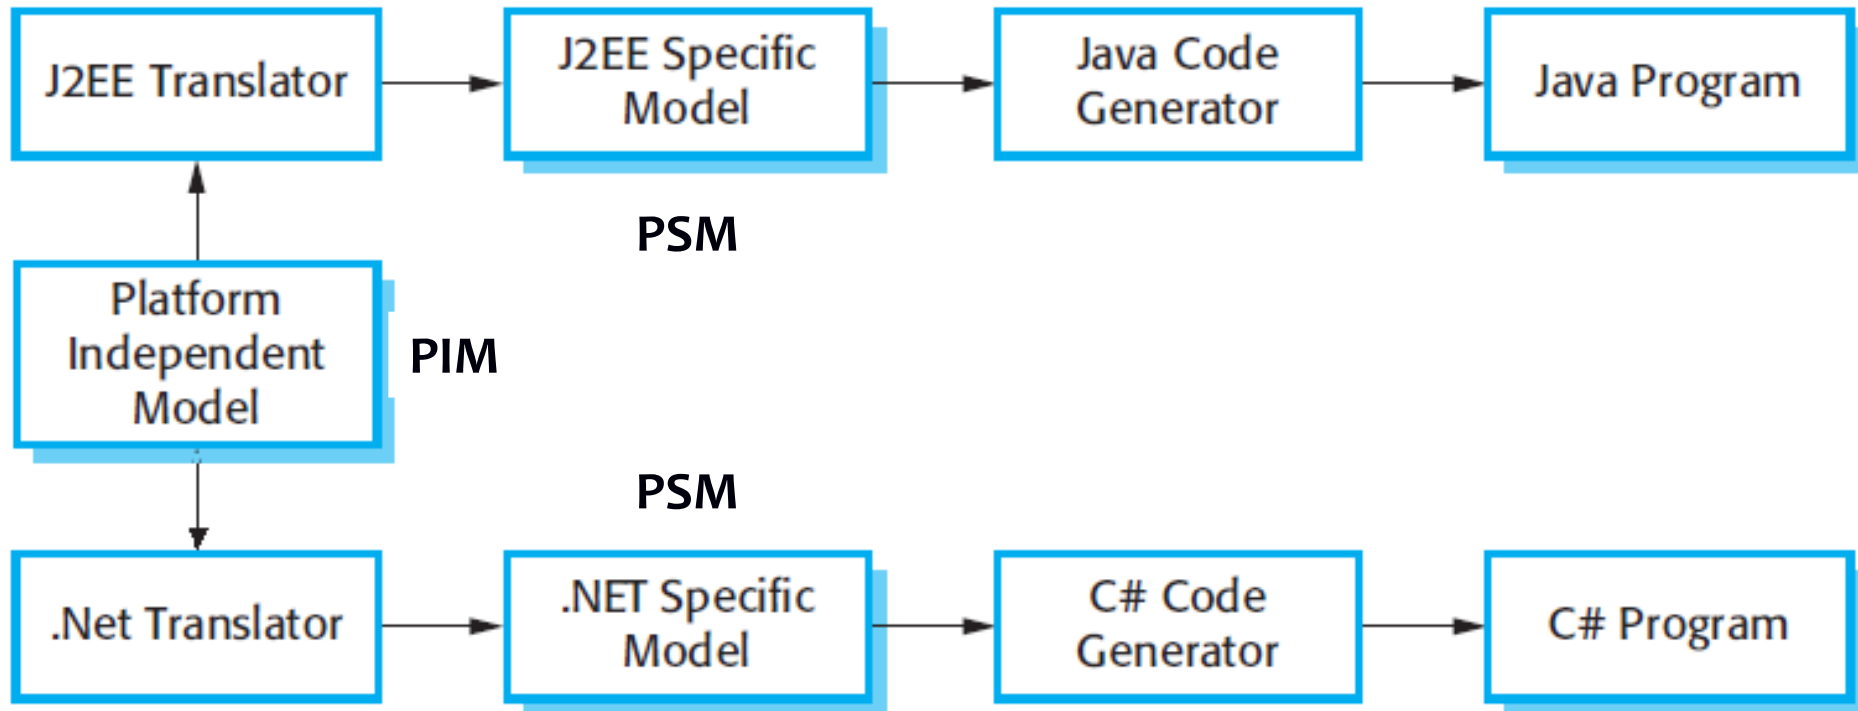 J2EE Translator
J2EE Specific
Model
Java Code
Generator
Java Program
PSM
Platform
Independent
Model
PIM
PSM
.Net Translator
.NET Specific
Model
C# Code
Generator
C# Program